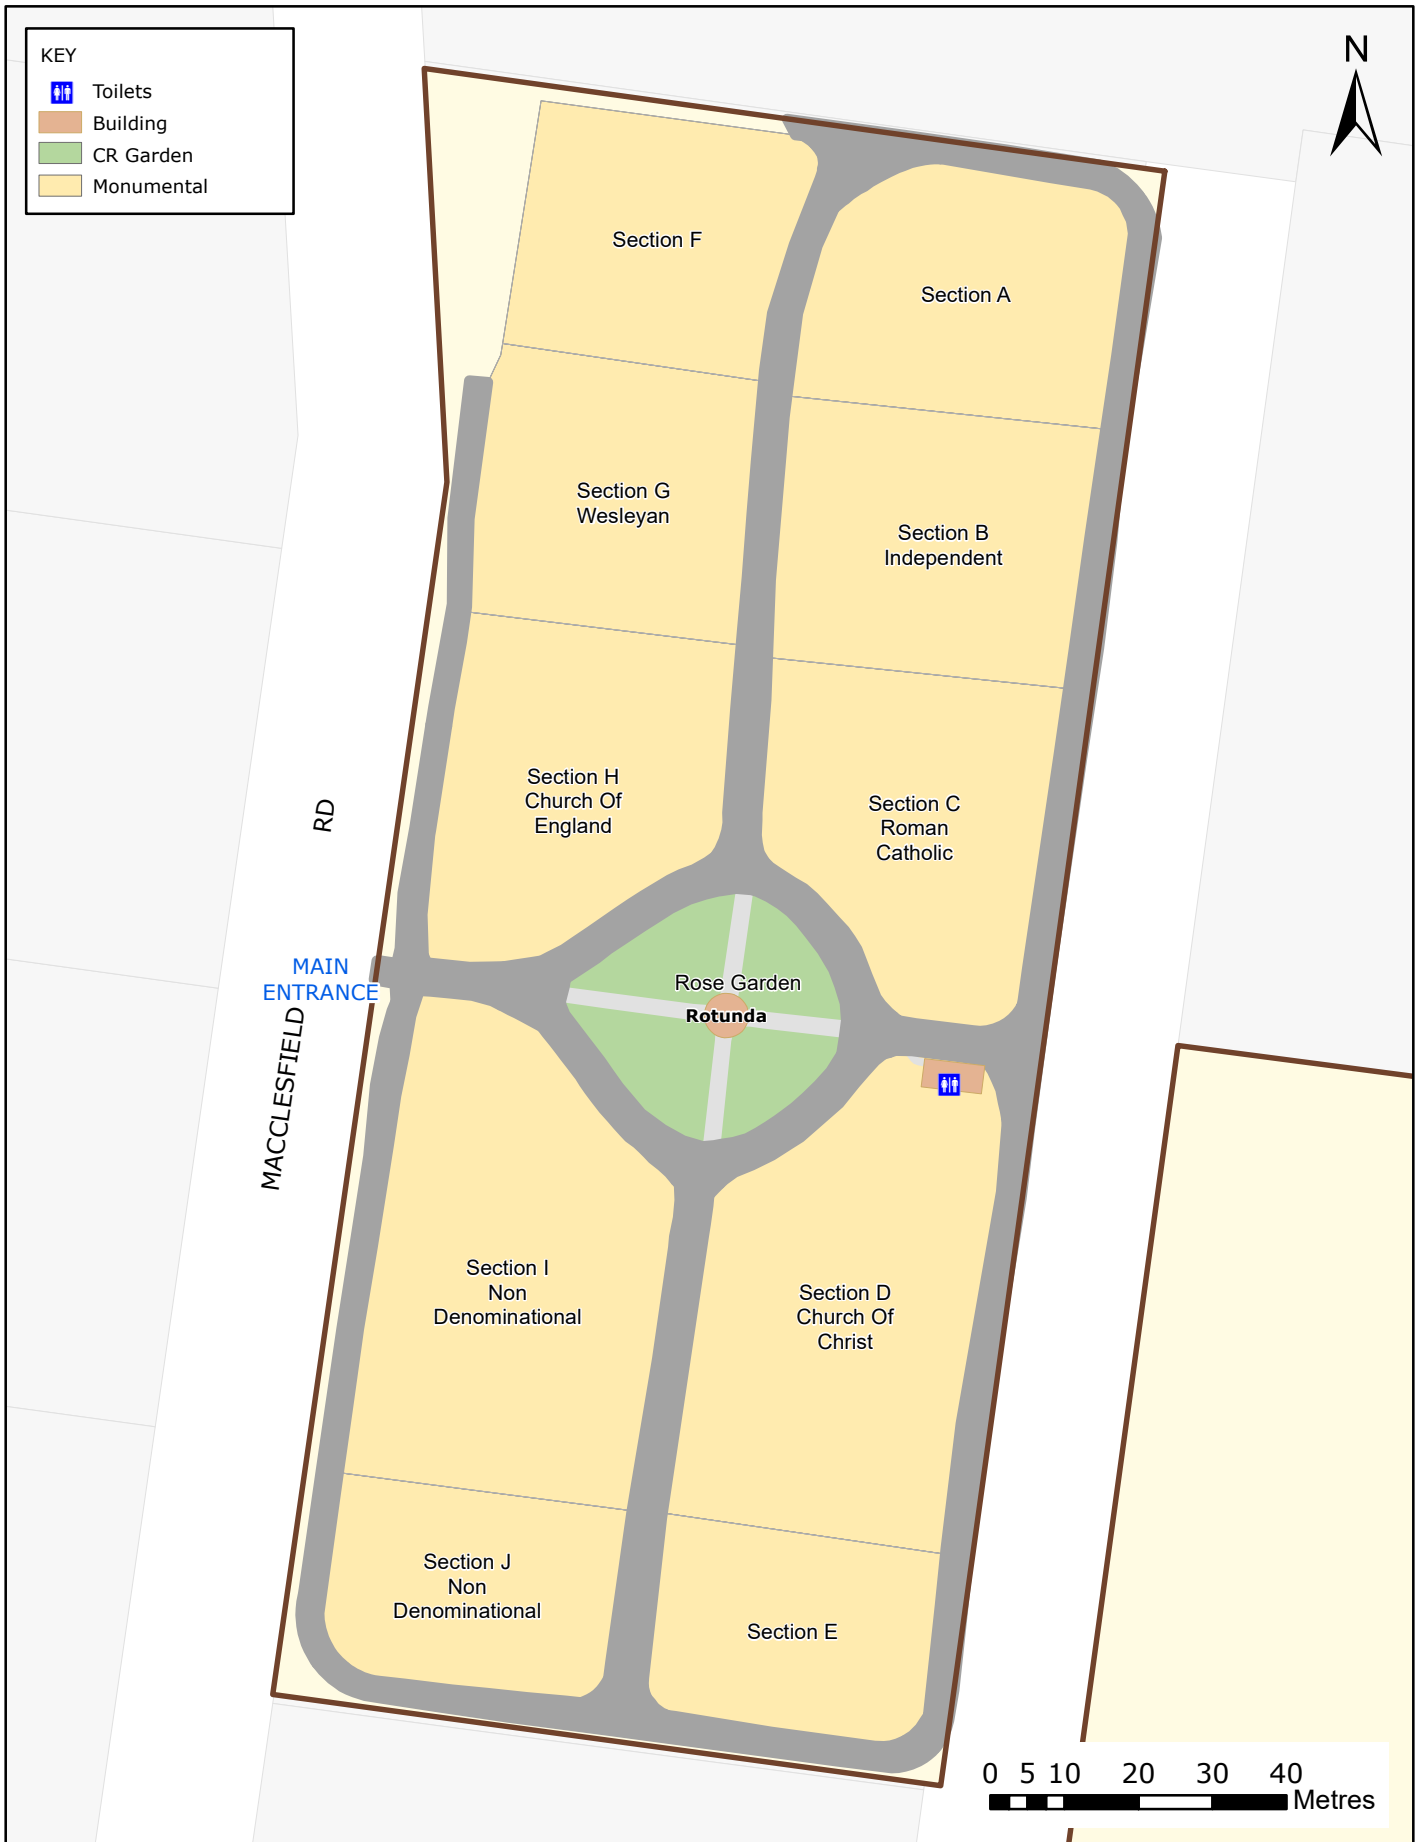 KEY
Toilets
Building
CR Garden
Monumental
N
Section F
Section A
Section G
Wesleyan
Section B
Independent
Section H
Church Of
England
Section C
Roman
Catholic
RD
MAIN
ENTRANCE
MACCLESFIELD
Rose Garden
Rotunda
Section I
Non
Denominational
Section D
Church Of
Christ
Section J
Non
Denominational
Section E
0 5 10 20 30 40
Metres